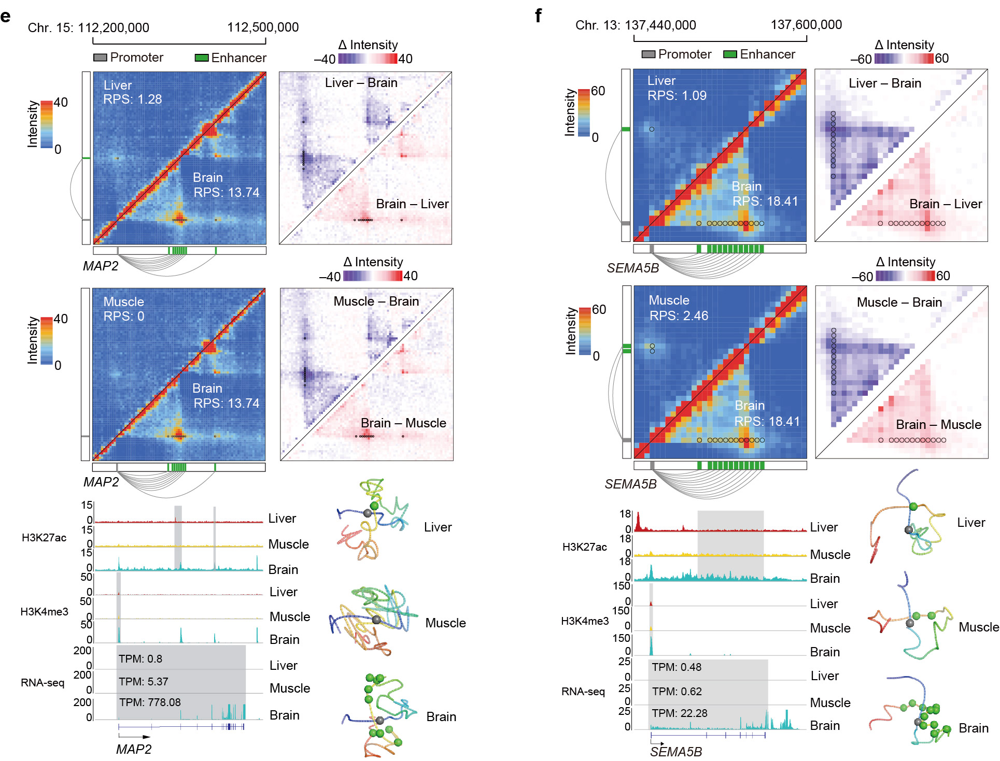 e
Chr. 15: 112,200,000
112,500,000
Promoter
Enhancer
Δ Intensity
–40
40
Intensity
40
0
Liver
RPS: 1.28
Brain
RPS: 13.74
Liver – Brain
Brain – Liver
MAP2
Δ Intensity
–40
40
Intensity
40
0
Muscle
RPS: 0
Brain
RPS: 13.74
Muscle – Brain
Brain – Muscle
MAP2
H3K27ac
15
0
Liver
15
0
Muscle
15
0
Brain
H3K4me3
50
0
Liver
50
0
Muscle
50
0
Brain
RNA-seq
200
0
TPM: 0.8
Liver
200
0
TPM: 5.37
Muscle
200
0
TPM: 778.08
Brain
MAP2
Liver
Muscle
Brain
f
Chr. 13: 137,440,000
137,600,000
Promoter
Enhancer
Δ Intensity
–60
60
Intensity
60
0
Liver
RPS: 1.09
Brain
RPS: 18.41
Liver – Brain
Brain – Liver
SEMA5B
Δ Intensity
–60
60
Intensity
60
0
Muscle
RPS: 2.46
Brain
RPS: 18.41
Muscle – Brain
Brain – Muscle
SEMA5B
H3K27ac
18
0
Liver
18
0
Muscle
18
0
Brain
H3K4me3
150
0
Liver
150
0
Muscle
150
0
Brain
RNA-seq
25
0
TPM: 0.48
Liver
25
0
TPM: 0.62
Muscle
25
0
TPM: 22.28
Brain
SEMA5B
Liver
Muscle
Brain